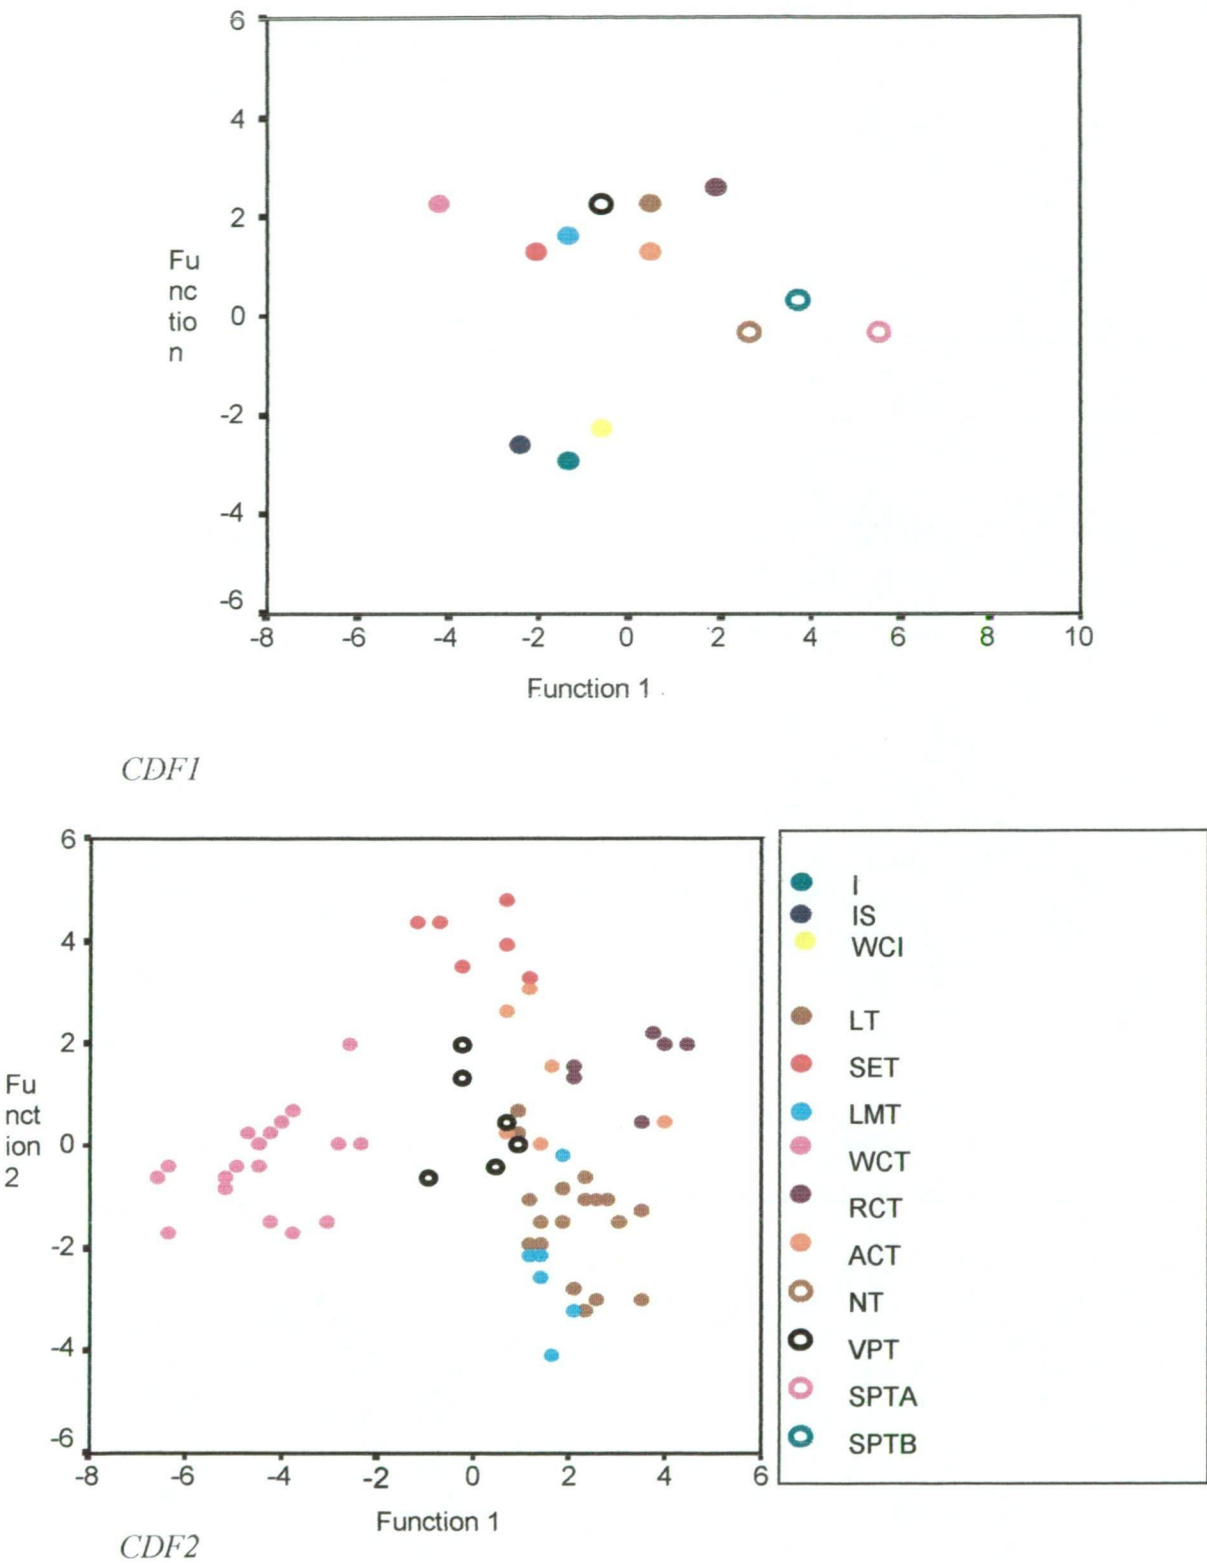 6
4
2
0
-2
-4
-6
Fu
nc
tio
n
-8 -6 -4 -2 0 2 4 6 8 10
Function 1
CDF1
6
4
2
0
-2
-4
-6
Fu
nct
ion
2
-8 -6 -4 -2 0 2 4 6
Function 1
I
IS
WCI
LT
SET
LMT
WCT
RCT
ACT
NT
VPT
SPTA
SPTB
CDF2